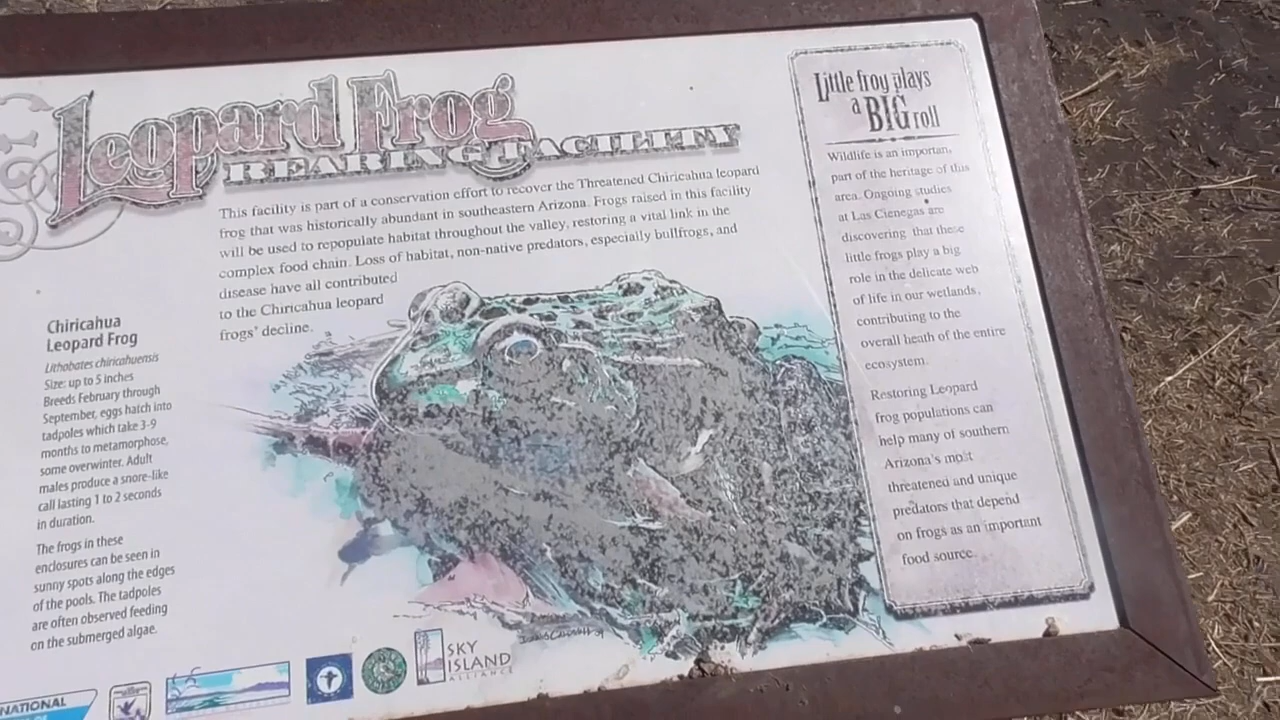 Leopard Frog
REARING FACILITY
This facility is part of a conservation effort to recover the Threatened Chiricahua leopard
frog that was historically abundant in southeastern Arizona. Frogs raised in this facility
will be used to repopulate habitat throughout the valley, restoring a vital link in the
complex food chain. Loss of habitat, non-native predators, especially bullfrogs, and
disease have all contributed
to the Chiricahua leopard
frogs' decline.
Chiricahua
Leopard Frog
Lithobates chiricahuensis
Size: up to 5 inches
Breeds February through
September, eggs hatch into
tadpoles which take 3-9
months to metamorphose,
some overwinter. Adult
males produce a snore-like
call lasting 1 to 2 seconds
in duration.
The frogs in these
enclosures can be seen in
sunny spots along the edges
of the pools. The tadpoles
are often observed feeding
on the submerged algae.
Little frog plays
a BIG roll
Wildlife is an important
part of the heritage of this
area. Ongoing studies
at Las Cienegas are
discovering that these
little frogs play a big
role in the delicate web
of life in our wetlands,
contributing to the
overall heath of the entire
ecosystem.
Restoring Leopard
frog populations can
help many of southern
Arizona's most
threatened and unique
predators that depend
on frogs as an important
food source.
NATIONAL
SKY
ISLAND
ALLIANCE